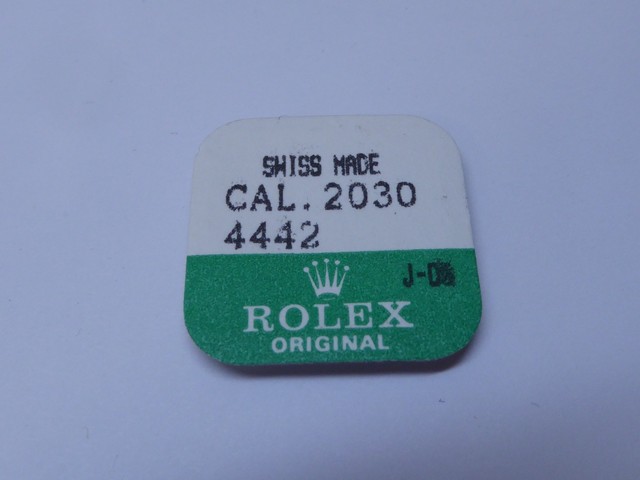 SWISS MADE
CAL. 2030
4442
ROLEX
ORIGINAL